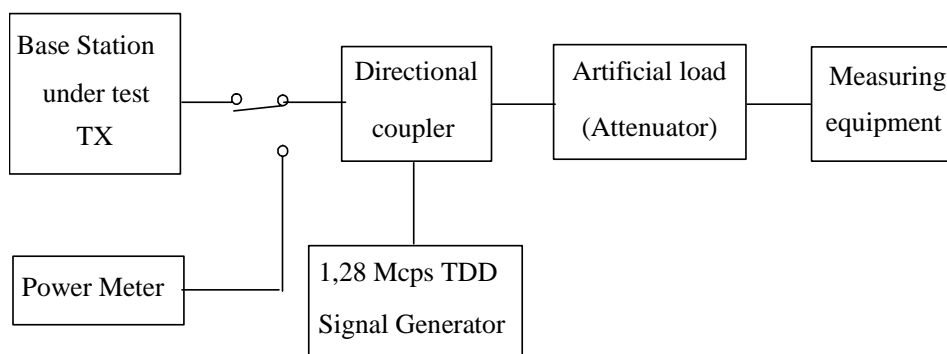 Base Station
under test
TX
Directional
coupler
Artificial load
(Attenuator)
Measuring
equipment
Power Meter
1,28 Mcps TDD
Signal Generator